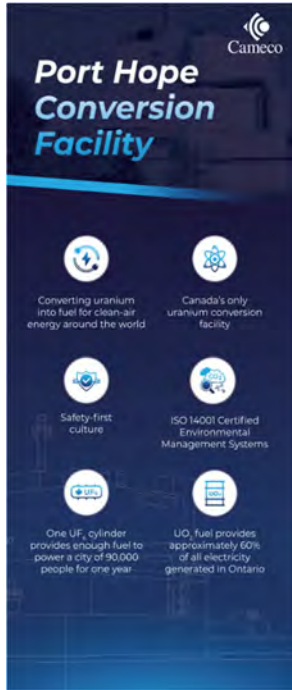 Cameco
Port Hope
Conversion
Facility
Converting uranium
into fuel for clean-air
energy around the world
Canada's only
uranium conversion
facility
Safety-first
culture
CO₂
ISO 14001 Certified
Environmental
Management Systems
UF₆
One UF₆ cylinder
provides enough fuel to
power a city of 90,000
people for one year
UO₂
UO₂ fuel provides
approximately 60%
of all electricity
generated in Ontario